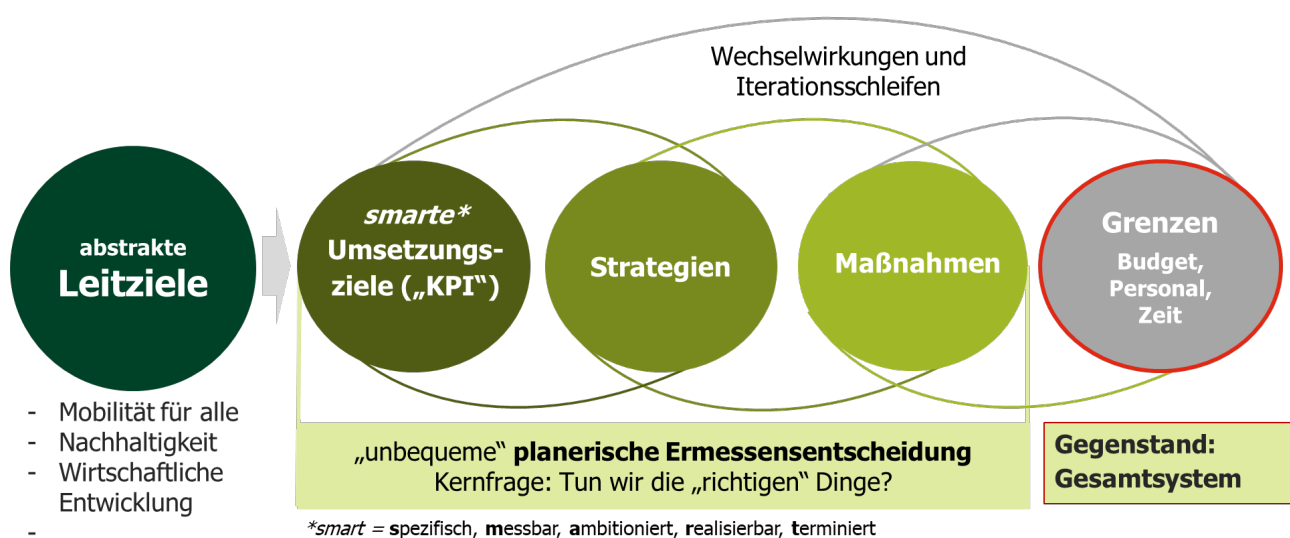 Wechselwirkungen und
Iterationsschleifen
abstrakte
Leitziele
smarte*
Umsetzungs-
ziele („KPI“)
Strategien
Maßnahmen
Grenzen
Budget,
Personal,
Zeit
- Mobilität für alle
- Nachhaltigkeit
- Wirtschaftliche
Entwicklung
-
„unbequeme“ planerische Ermessensentscheidung
Kernfrage: Tun wir die „richtigen“ Dinge?
Gegenstand:
Gesamtsystem
*smart = spezifisch, messbar, ambitioniert, realisierbar, terminiert